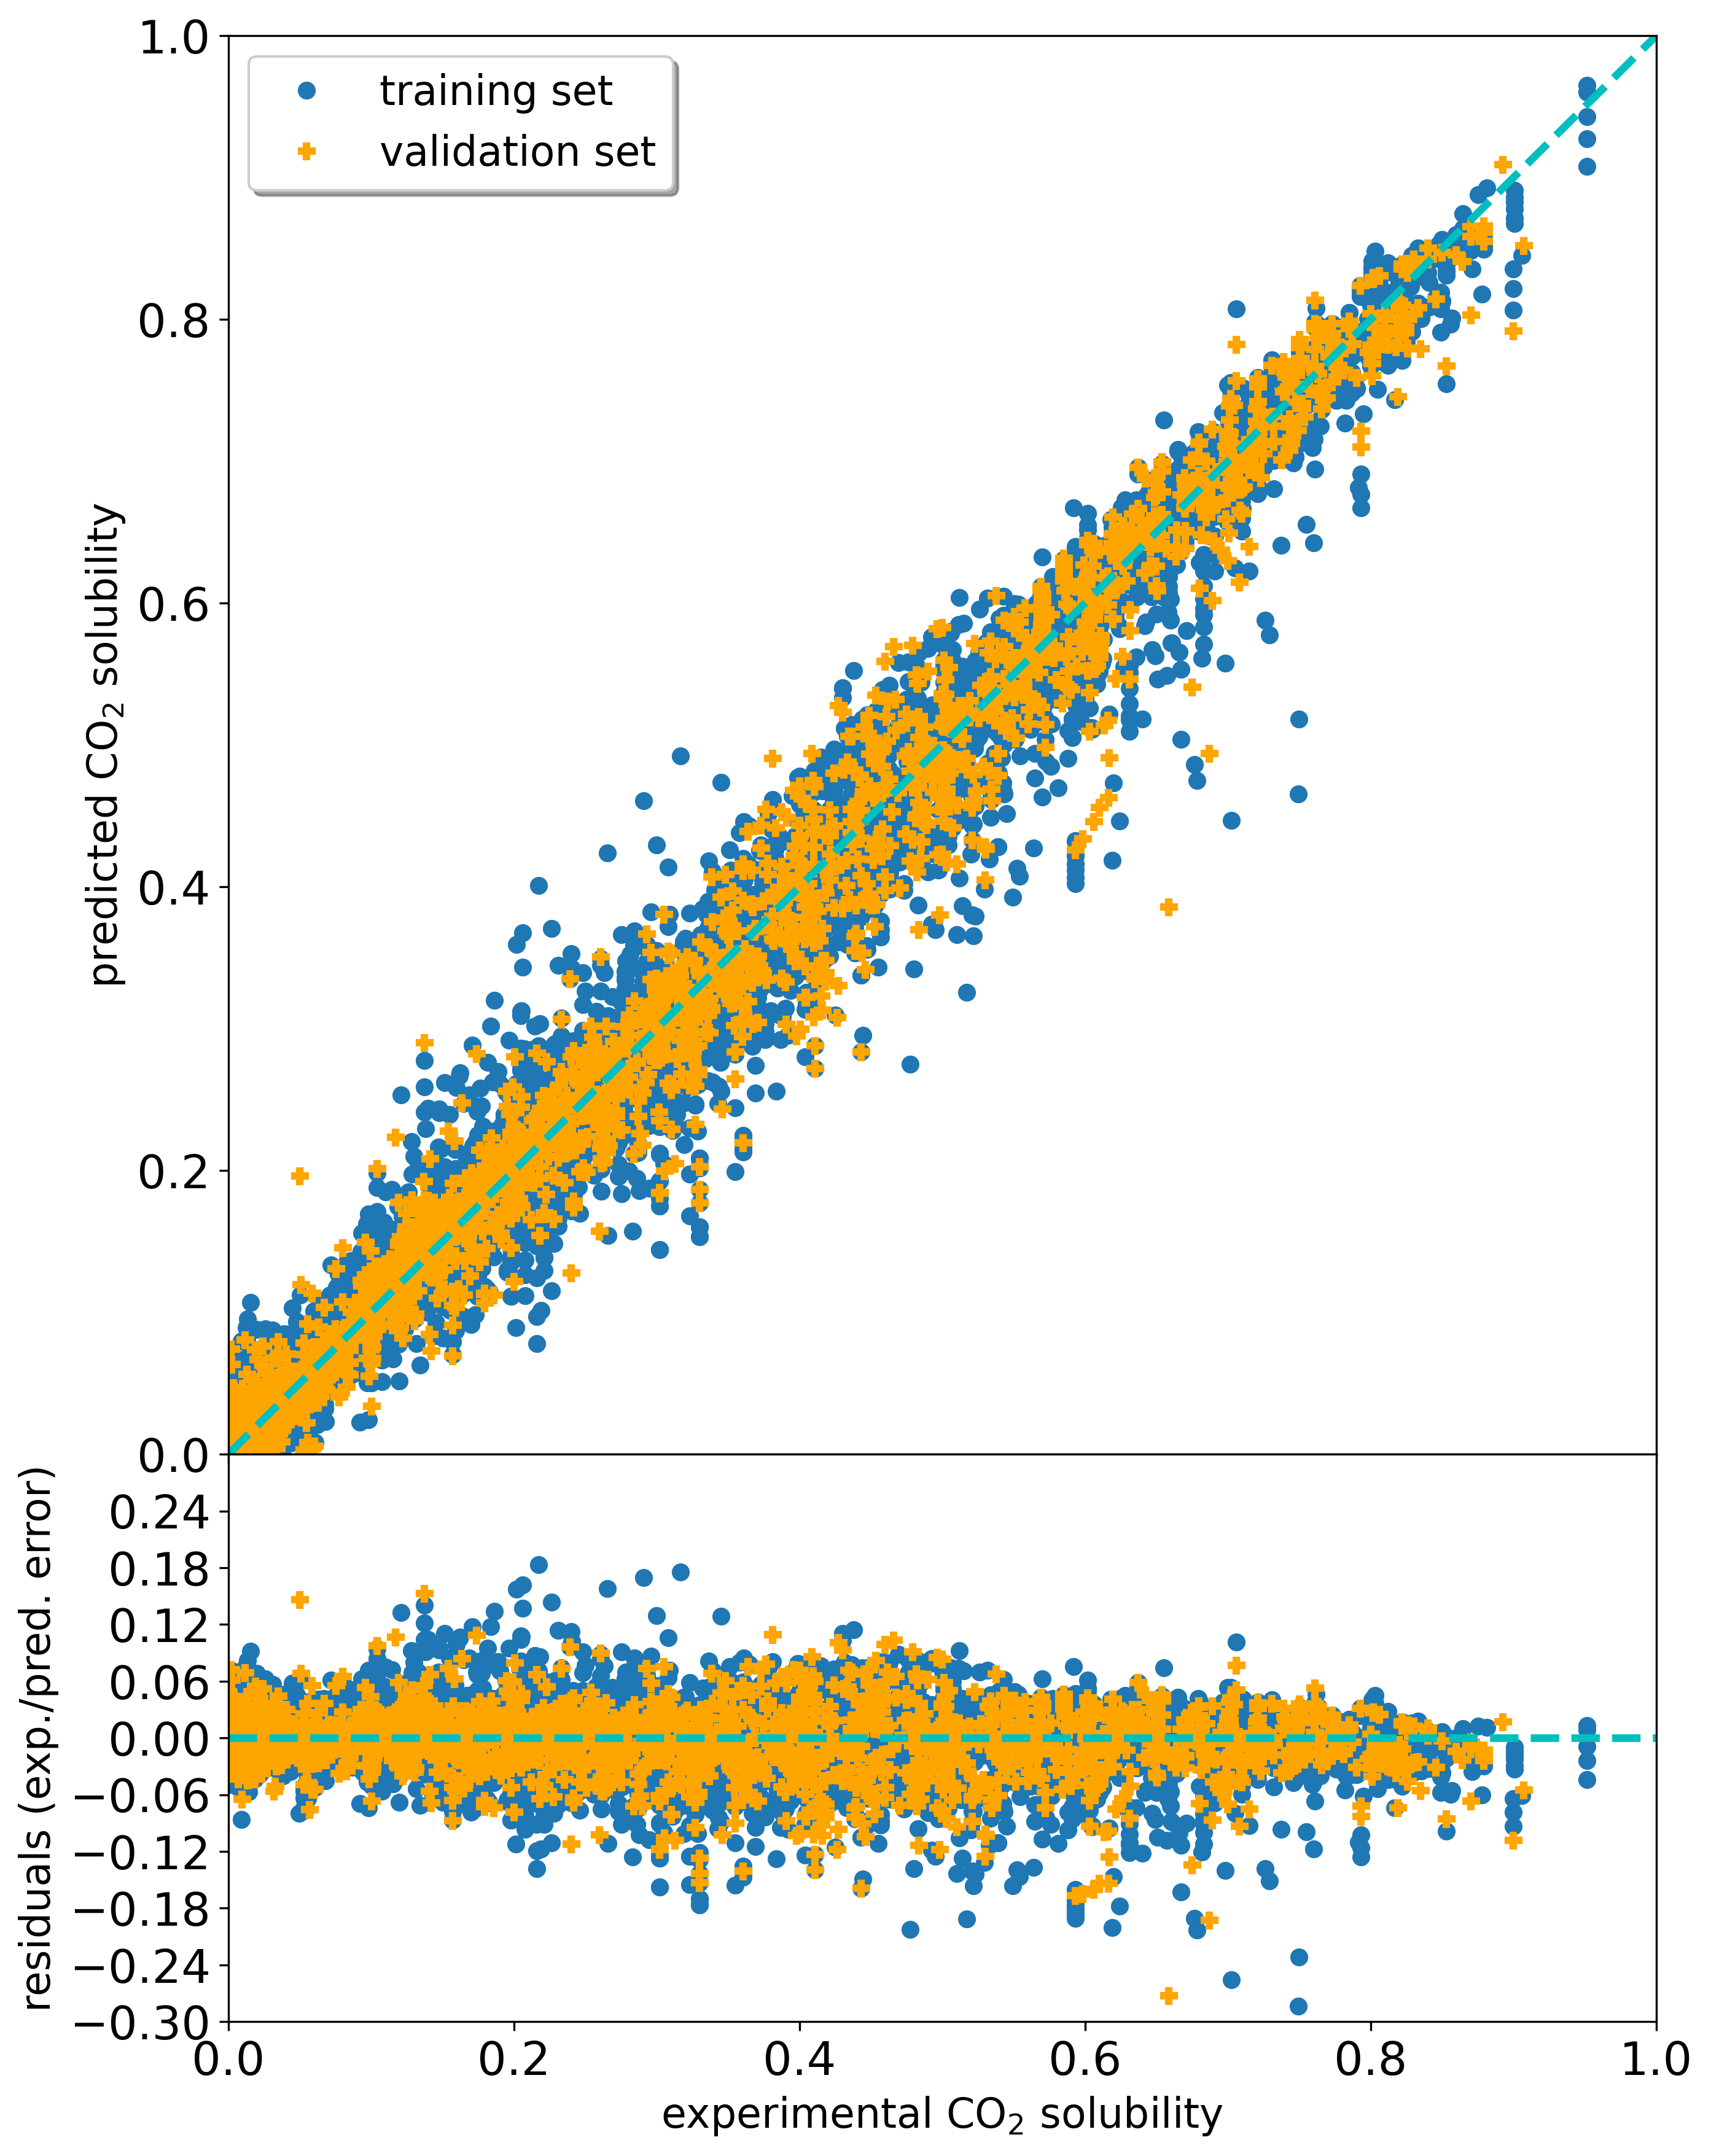 training set
validation set
1.0
0.8
0.6
0.4
0.2
0.0
predicted CO₂ solubility
0.24
0.18
0.12
0.06
0.00
−0.06
−0.12
−0.18
−0.24
−0.30
residuals (exp./pred. error)
0.0 0.2 0.4 0.6 0.8 1.0
experimental CO₂ solubility